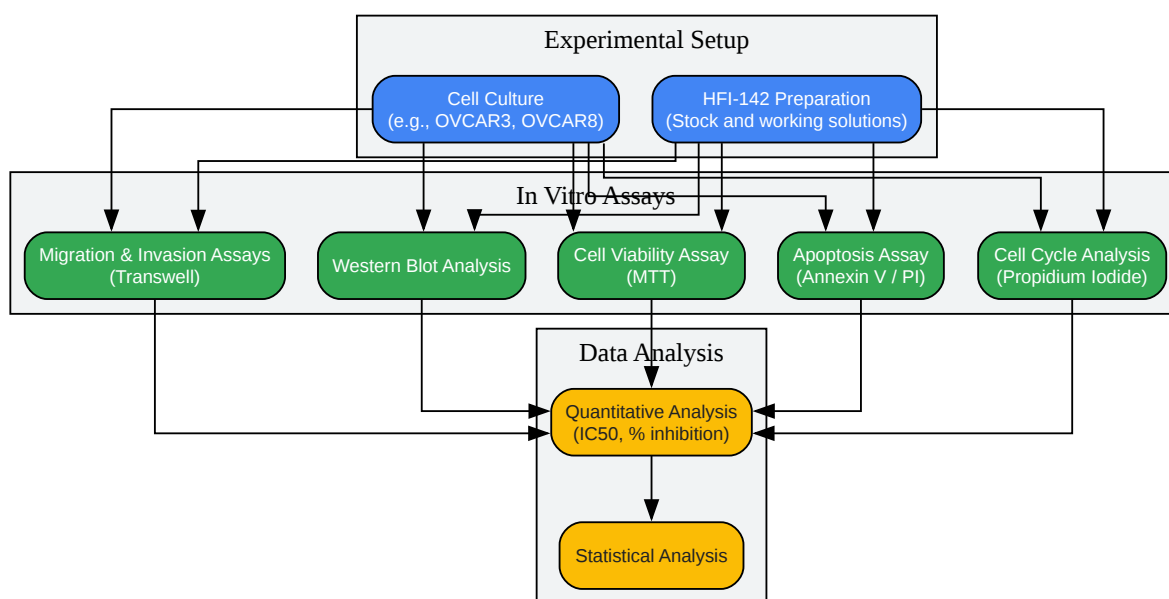 Experimental Setup
Cell Culture
(e.g., OVCAR3, OVCAR8)
HFI-142 Preparation
(Stock and working solutions)
In Vitro Assays
Migration & Invasion Assays
(Transwell)
Western Blot Analysis
Cell Viability Assay
(MTT)
Apoptosis Assay
(Annexin V / PI)
Cell Cycle Analysis
(Propidium Iodide)
Data Analysis
Quantitative Analysis
(IC50, % inhibition)
Statistical Analysis